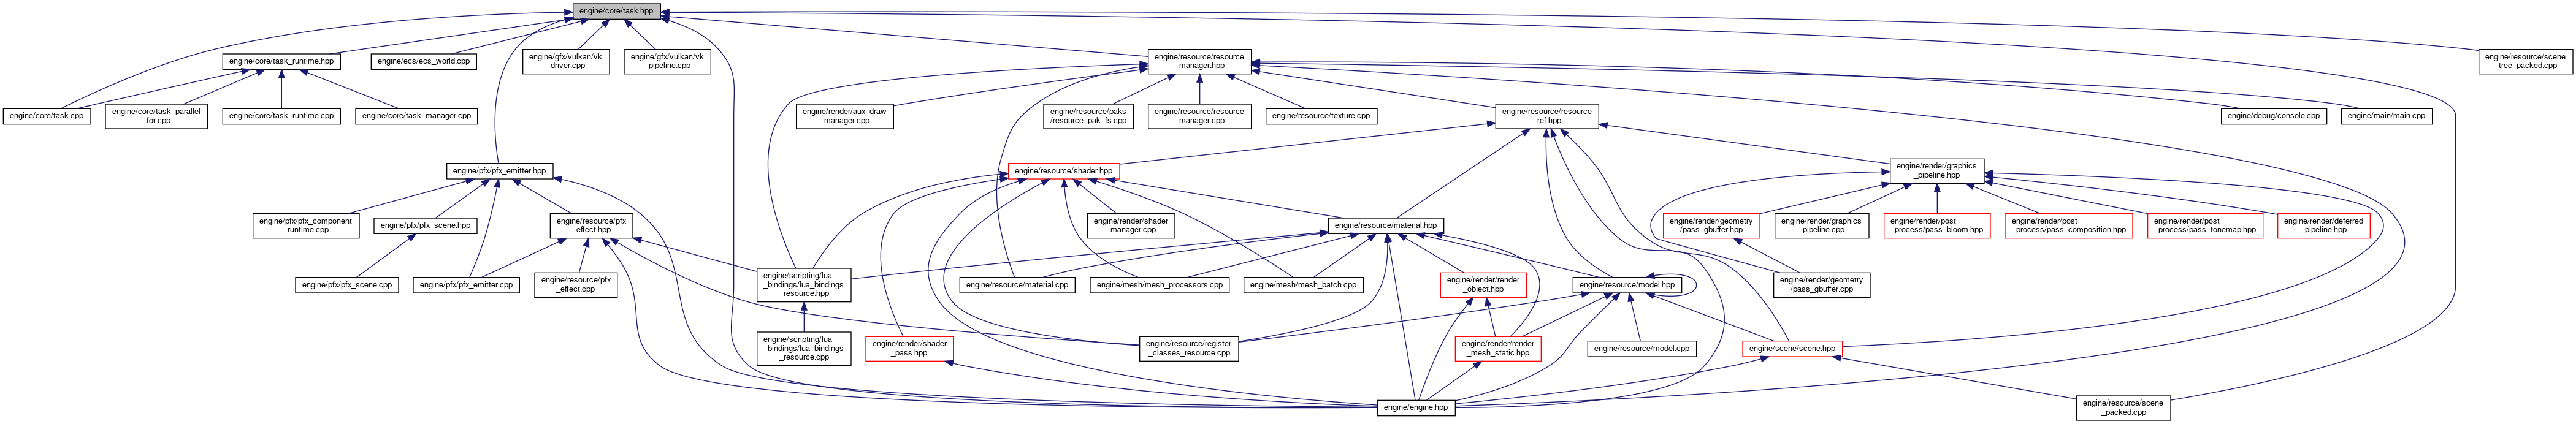 engine/core/task.hpp
engine/core/task_runtime.hpp
engine/ecs/ecs_world.cpp
engine/gfx/vulkan/vk
_driver.cpp
engine/gfx/vulkan/vk
_pipeline.cpp
engine/resource/resource
_manager.hpp
engine/resource/scene
_tree_packed.cpp
engine/core/task.cpp
engine/core/task_parallel
_for.cpp
engine/core/task_runtime.cpp
engine/core/task_manager.cpp
engine/render/aux_draw
_manager.cpp
engine/resource/paks
/resource_pak_fs.cpp
engine/resource/resource
_manager.cpp
engine/resource/texture.cpp
engine/resource/resource
_ref.hpp
engine/debug/console.cpp
engine/main/main.cpp
engine/pfx/pfx_emitter.hpp
engine/resource/shader.hpp
engine/render/graphics
_pipeline.hpp
engine/pfx/pfx_component
_runtime.cpp
engine/pfx/pfx_scene.hpp
engine/resource/pfx
_effect.hpp
engine/render/shader
_manager.cpp
engine/resource/material.hpp
engine/render/geometry
/pass_gbuffer.hpp
engine/render/graphics
_pipeline.cpp
engine/render/post
_process/pass_bloom.hpp
engine/render/post
_process/pass_composition.hpp
engine/render/post
_process/pass_tonemap.hpp
engine/render/deferred
_pipeline.hpp
engine/pfx/pfx_scene.cpp
engine/pfx/pfx_emitter.cpp
engine/resource/pfx
_effect.cpp
engine/scripting/lua
_bindings/lua_bindings
_resource.hpp
engine/resource/material.cpp
engine/mesh/mesh_processors.cpp
engine/mesh/mesh_batch.cpp
engine/render/render
_object.hpp
engine/resource/model.hpp
engine/render/geometry
/pass_gbuffer.cpp
engine/scripting/lua
_bindings/lua_bindings
_resource.cpp
engine/render/shader
_pass.hpp
engine/resource/register
_classes_resource.cpp
engine/render/render
_mesh_static.hpp
engine/resource/model.cpp
engine/scene/scene.hpp
engine/engine.hpp
engine/resource/scene
_packed.cpp